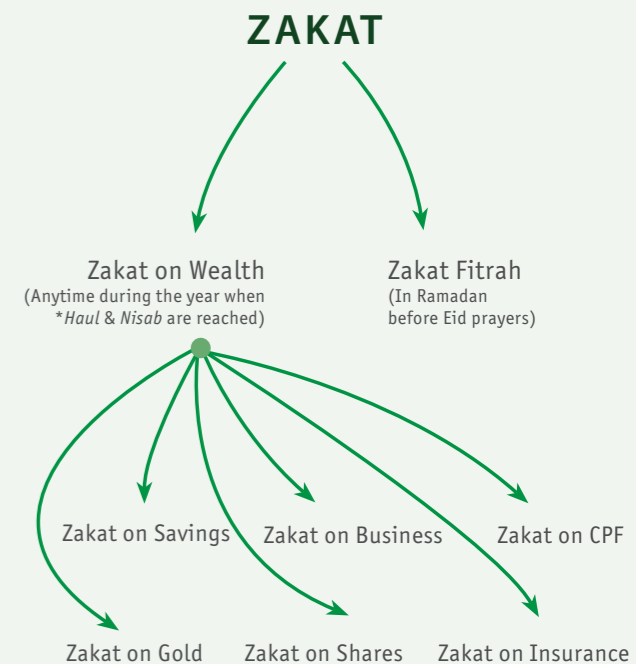 ZAKAT
Zakat on Wealth
(Anytime during the year when
*Haul & Nisab are reached)
Zakat Fitrah
(In Ramadan
before Eid prayers)
Zakat on Savings
Zakat on Business
Zakat on CPF
Zakat on Gold
Zakat on Shares
Zakat on Insurance